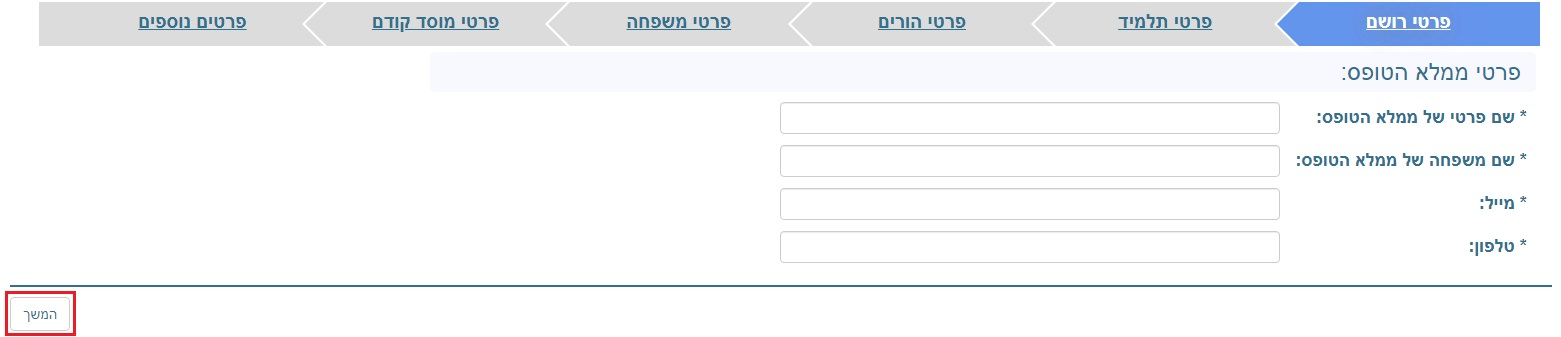 פרטי רושם
פרטי תלמיד
פרטי הורים
פרטי משפחה
פרטי מוסד קודם
פרטים נוספים
פרטי ממלא הטופס:
* שם פרטי של ממלא הטופס:
* שם משפחה של ממלא הטופס:
* מייל:
* טלפון:
המשך